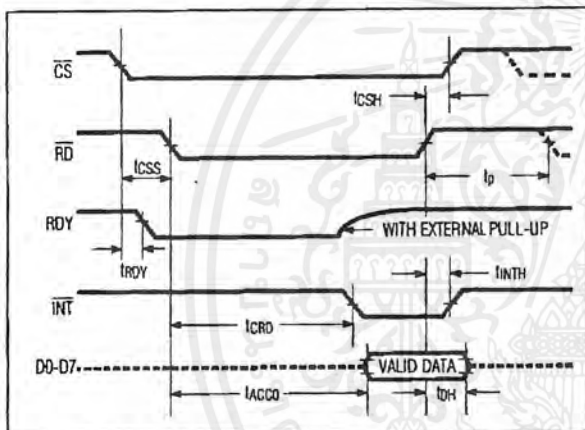 CS
tCSH
RD
tCSS
tp
RDY
WITH EXTERNAL PULL-UP
tRDY
tINTH
INT
tCRD
D0-D7
VALID DATA
tACC0
tDH